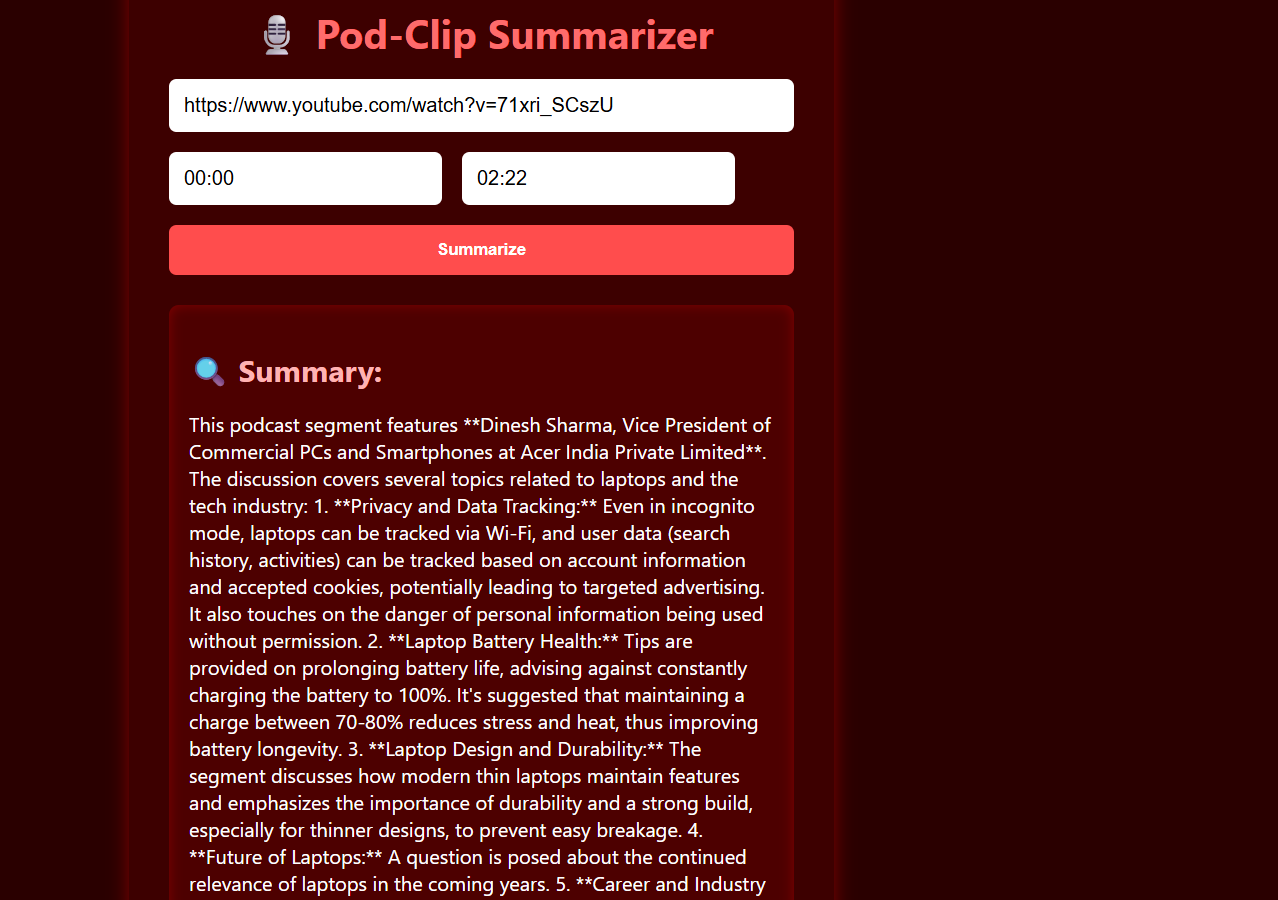 Pod-Clip Summarizer
https://www.youtube.com/watch?v=71xri_SCszU
00:00 02:22
Summarize
Summary:
This podcast segment features **Dinesh Sharma, Vice President of
Commercial PCs and Smartphones at Acer India Private Limited**.
The discussion covers several topics related to laptops and the
tech industry: 1. **Privacy and Data Tracking:** Even in incognito
mode, laptops can be tracked via Wi-Fi, and user data (search
history, activities) can be tracked based on account information
and accepted cookies, potentially leading to targeted advertising.
It also touches on the danger of personal information being used
without permission. 2. **Laptop Battery Health:** Tips are
provided on prolonging battery life, advising against constantly
charging the battery to 100%. It's suggested that maintaining a
charge between 70-80% reduces stress and heat, thus improving
battery longevity. 3. **Laptop Design and Durability:** The
segment discusses how modern thin laptops maintain features
and emphasizes the importance of durability and a strong build,
especially for thinner designs, to prevent easy breakage. 4.
**Future of Laptops:** A question is posed about the continued
relevance of laptops in the coming years. 5. **Career and Industry